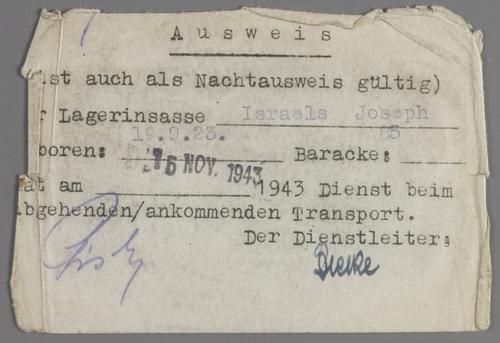 Ausweis
ist auch als Nachtausweis gültig)
r Lagerinsasse Israels Joseph
19.9.23. 85
boren: Baracke:
16 NOV. 1943
at am 1943 Dienst beim
abgehenden/ankommenden Transport.
Der Dienstleiter: